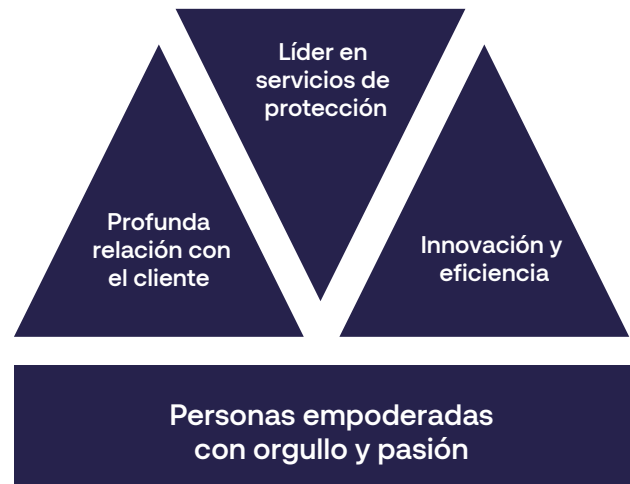 Líder en
servicios de
protección
Profunda
relación con
el cliente
Innovación y
eficiencia
Personas empoderadas
con orgullo y pasión